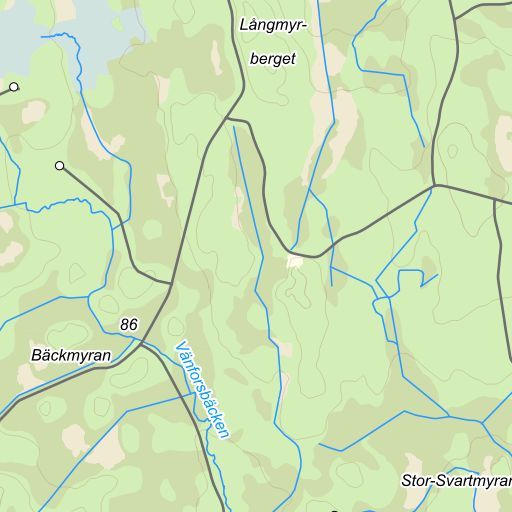 Långmyr-
berget
86
Bäckmyran
Vänforsbäcken
Stor-Svartmyran